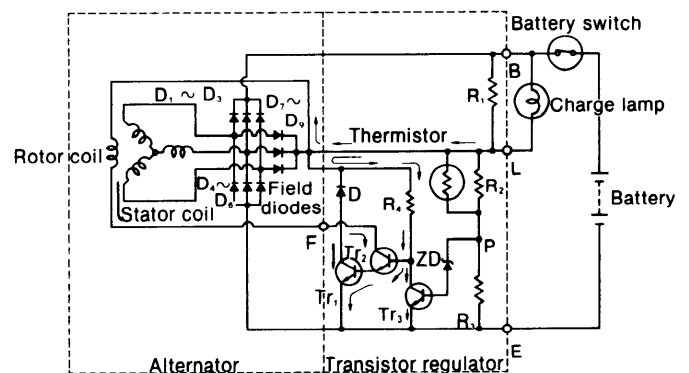 Battery switch
B
D₁ ~ D₃
D₇~
D₉
R₁
Charge lamp
Thermistor
Rotor coil
L
D₄~
D₆
Field
diodes
D
R₄
R₂
Stator coil
Battery
F
Tr₂
ZD
P
Tr₁
Tr₃
R₃
E
Alternator
Transistor regulator